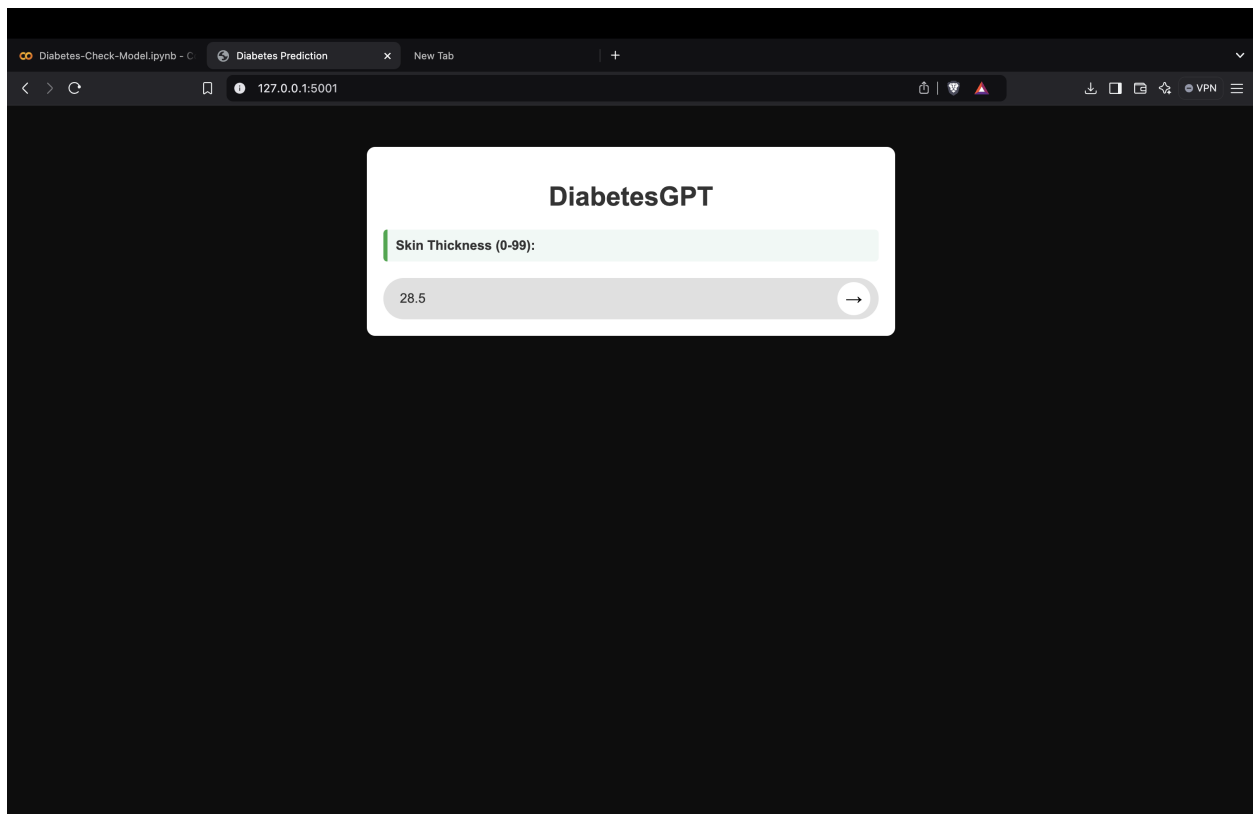 Diabetes-Check-Model.ipynb - C
Diabetes Prediction
New Tab
127.0.0.1:5001
VPN
DiabetesGPT
Skin Thickness (0-99):
28.5